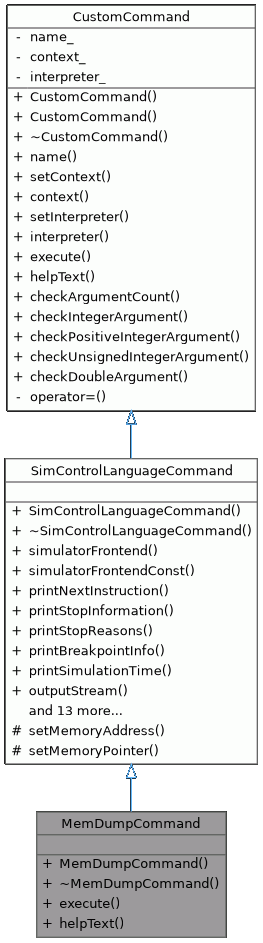 CustomCommand
- name_
- context_
- interpreter_
+ CustomCommand()
+ CustomCommand()
+ ~CustomCommand()
+ name()
+ setContext()
+ context()
+ setInterpreter()
+ interpreter()
+ execute()
+ helpText()
+ checkArgumentCount()
+ checkIntegerArgument()
+ checkPositiveIntegerArgument()
+ checkUnsignedIntegerArgument()
+ checkDoubleArgument()
- operator=()
SimControlLanguageCommand
+ SimControlLanguageCommand()
+ ~SimControlLanguageCommand()
+ simulatorFrontend()
+ simulatorFrontendConst()
+ printNextInstruction()
+ printStopInformation()
+ printStopReasons()
+ printBreakpointInfo()
+ printSimulationTime()
+ outputStream()
and 13 more...
# setMemoryAddress()
# setMemoryPointer()
MemDumpCommand
+ MemDumpCommand()
+ ~MemDumpCommand()
+ execute()
+ helpText()